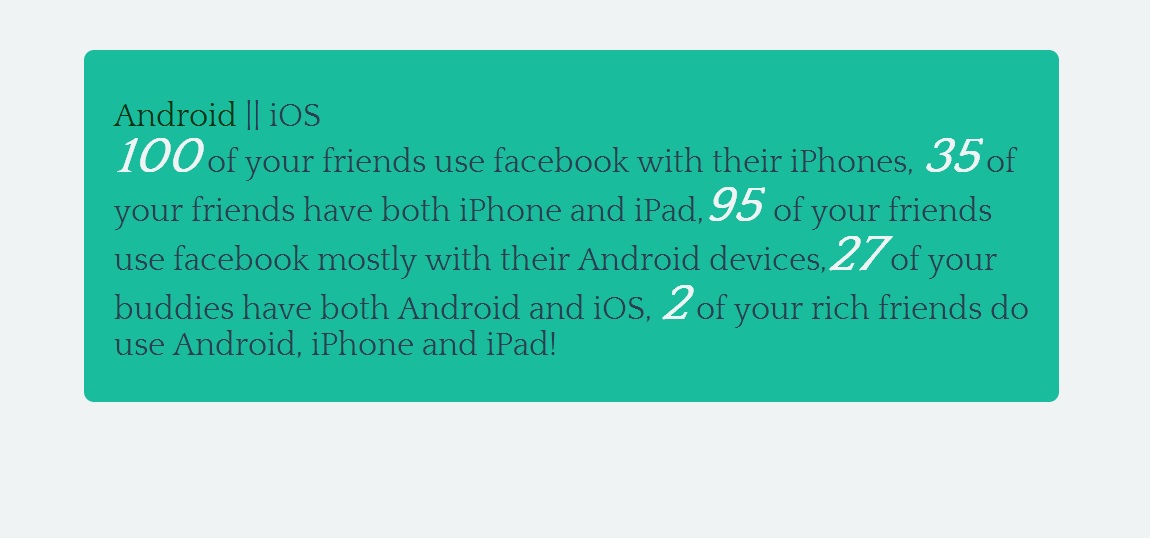 Android || iOS
100 of your friends use facebook with their iPhones, 35 of
your friends have both iPhone and iPad,95 of your friends
use facebook mostly with their Android devices,27 of your
buddies have both Android and iOS, 2 of your rich friends do
use Android, iPhone and iPad!